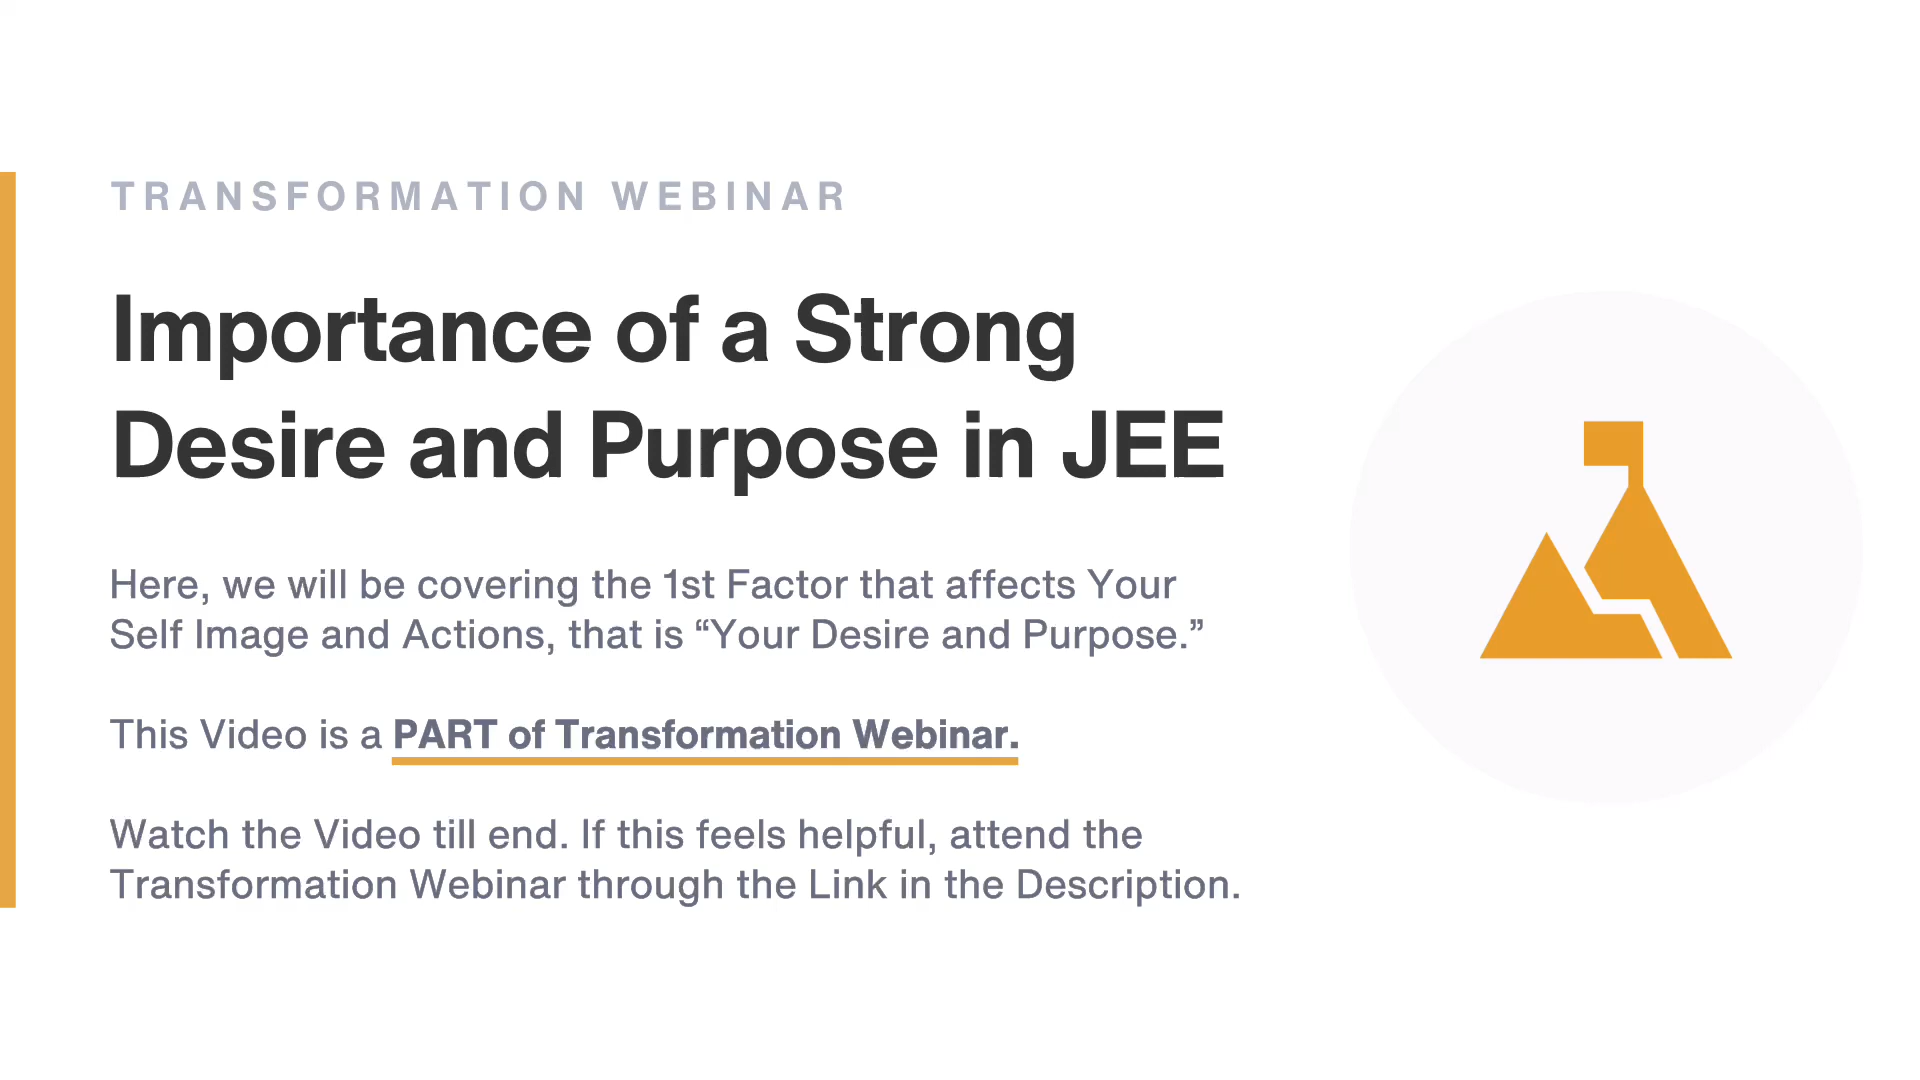 TRANSFORMATION WEBINAR
Importance of a Strong
Desire and Purpose in JEE
Here, we will be covering the 1st Factor that affects Your
Self Image and Actions, that is “Your Desire and Purpose.”
This Video is a PART of Transformation Webinar.
Watch the Video till end. If this feels helpful, attend the
Transformation Webinar through the Link in the Description.